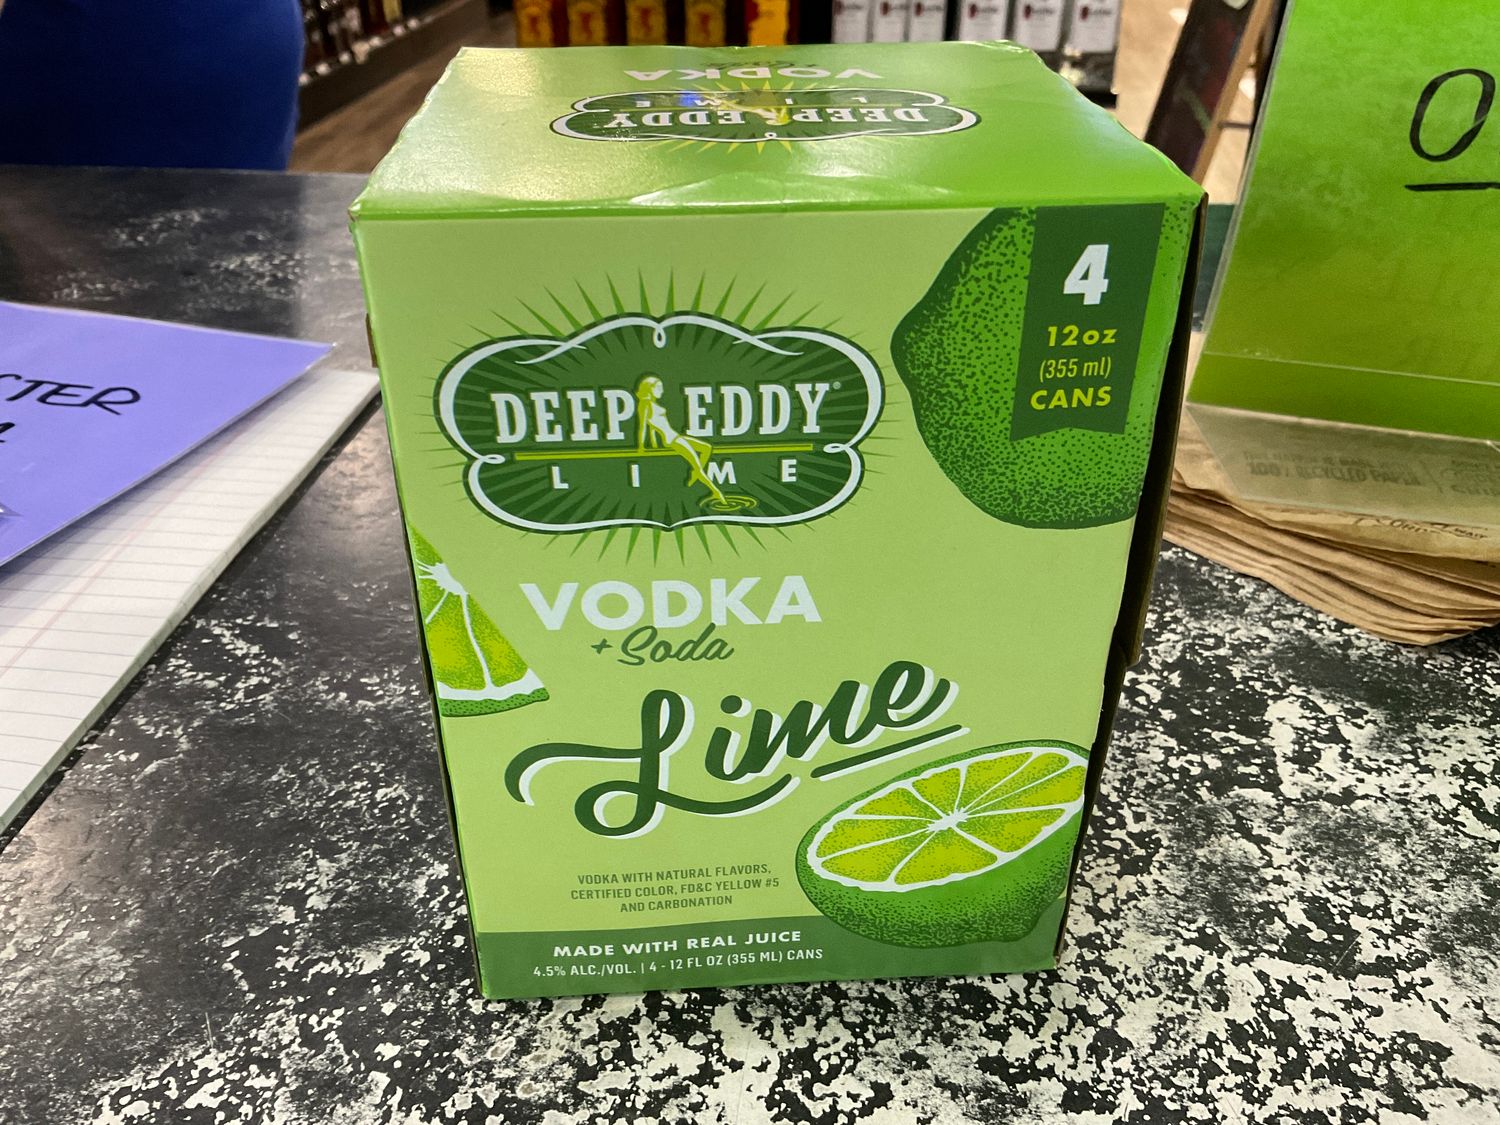 VODKA
DEEP EDDY
LIME
4
12oz
(355 ml)
CANS
DEEP EDDY®
LIME
VODKA
+ Soda
Lime
VODKA WITH NATURAL FLAVORS,
CERTIFIED COLOR, FD&C YELLOW #5
AND CARBONATION
MADE WITH REAL JUICE
4.5% ALC./VOL. | 4 - 12 FL OZ (355 ML) CANS